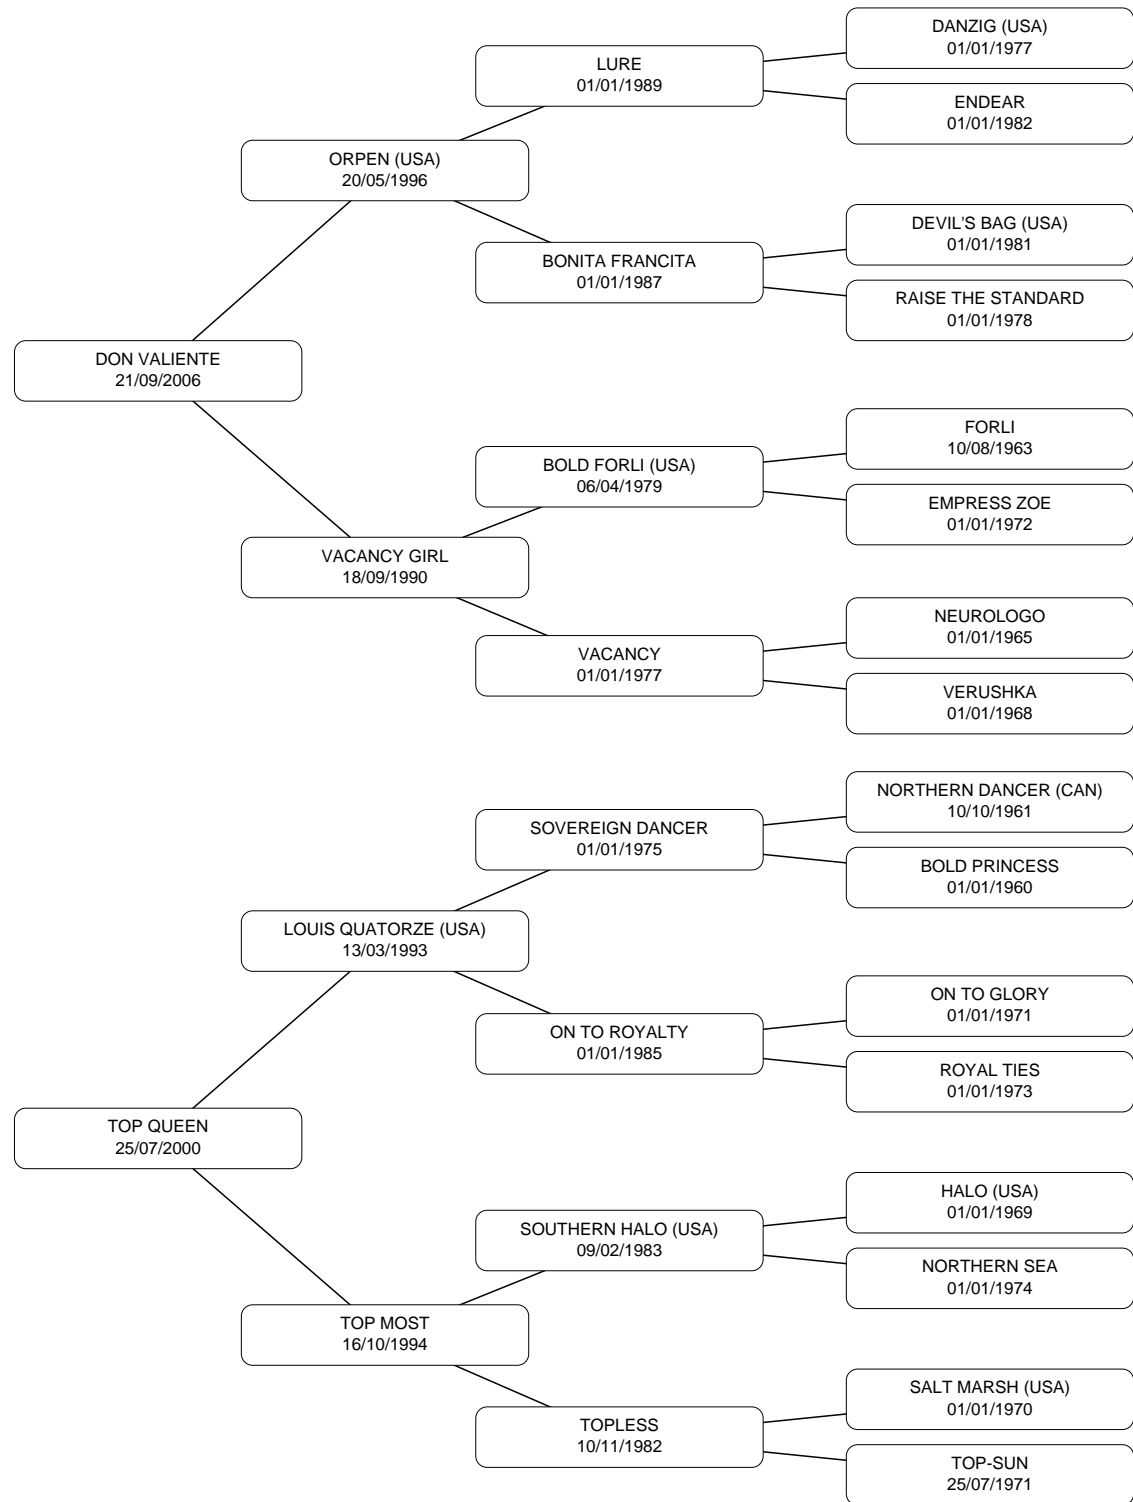 DANZIG (USA)
01/01/1977
LURE
01/01/1989
ENDEAR
01/01/1982
ORPEN (USA)
20/05/1996
DEVIL'S BAG (USA)
01/01/1981
BONITA FRANCITA
01/01/1987
RAISE THE STANDARD
01/01/1978
DON VALIENTE
21/09/2006
FORLI
10/08/1963
BOLD FORLI (USA)
06/04/1979
EMPRESS ZOE
01/01/1972
VACANCY GIRL
18/09/1990
NEUROLOGO
01/01/1965
VACANCY
01/01/1977
VERUSHKA
01/01/1968
NORTHERN DANCER (CAN)
10/10/1961
SOVEREIGN DANCER
01/01/1975
BOLD PRINCESS
01/01/1960
LOUIS QUATORZE (USA)
13/03/1993
ON TO GLORY
01/01/1971
ON TO ROYALTY
01/01/1985
ROYAL TIES
01/01/1973
TOP QUEEN
25/07/2000
HALO (USA)
01/01/1969
SOUTHERN HALO (USA)
09/02/1983
NORTHERN SEA
01/01/1974
TOP MOST
16/10/1994
SALT MARSH (USA)
01/01/1970
TOPLESS
10/11/1982
TOP-SUN
25/07/1971